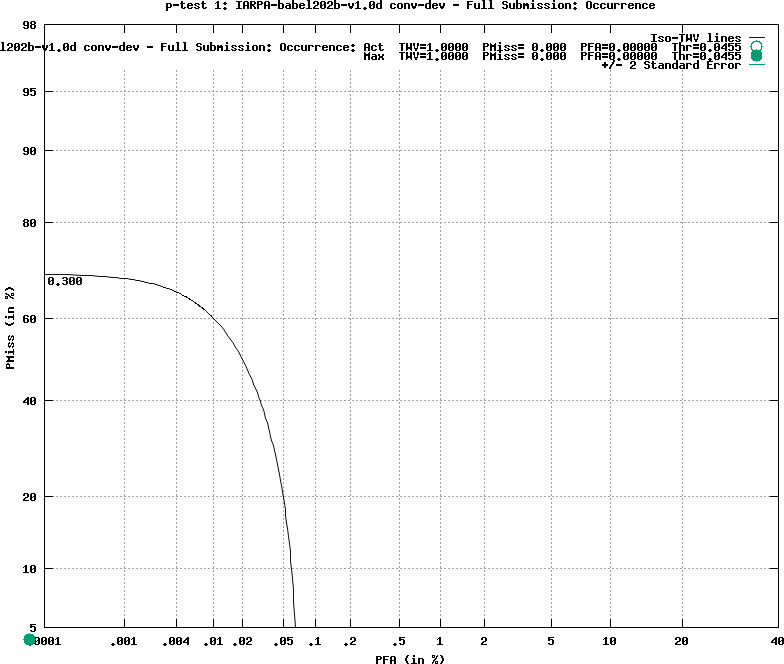 p-test 1: IARPA-babel202b-v1.0d conv-dev - Full Submission: Occurrence
Iso-TWV lines
l202b-v1.0d conv-dev - Full Submission: Occurrence: Act TWV=1.0000 PMiss= 0.000 PFA=0.00000 Thr=0.0455
Max TWV=1.0000 PMiss= 0.000 PFA=0.00000 Thr=0.0455
+/- 2 Standard Error
98
95
90
80
60
40
20
10
5
PMiss (in %)
0.300
0001 .001 .004 .01 .02 .05 .1 .2 .5 1 2 5 10 20 40
PFA (in %)